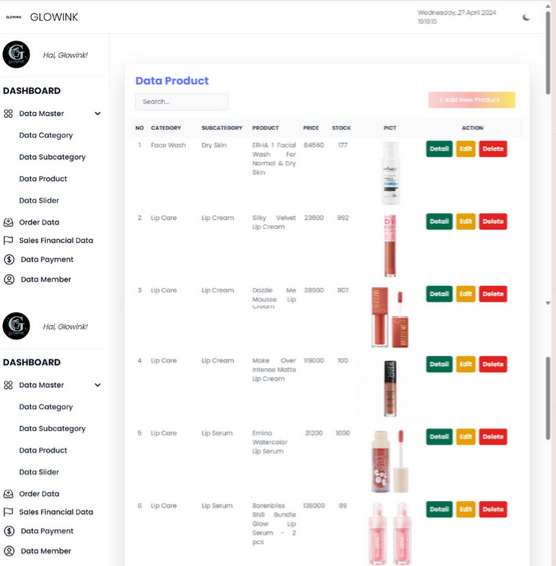 GLOWINK GLOWINK
Wednesday, 27 April 2024
19:19:10
Hai, Glowink!
DASHBOARD
Data Master
Data Category
Data Subcategory
Data Product
Data Slider
Order Data
Sales Financial Data
Data Payment
Data Member
Hai, Glowink!
DASHBOARD
Data Master
Data Category
Data Subcategory
Data Product
Data Slider
Order Data
Sales Financial Data
Data Payment
Data Member
Data Product
Search...
+ Add New Product
NO CATEGORY SUBCATEGORY PRODUCT PRICE STOCK PICT ACTION
1 Face Wash Dry Skin ERHA 1 Facial 84560 177 Detail Edit Delete
Wash For
Normal & Dry
Skin
2 Lip Care Lip Cream Silky Velvet 23800 992 Detail Edit Delete
Lip Cream
3 Lip Care Lip Cream Dazzle Me Detail Edit Delete
Mousse Lip
Cream
4 Lip Care Lip Cream Make Over 119000 100 Detail Edit Delete
Intense Matte
Lip Cream
5 Lip Care Lip Serum Emina 31200 1000 Detail Edit Delete
Watercolor
Lip Serum
6 Lip Care Lip Serum Barenbliss 89 Detail Edit Delete
BNB Bundle
Glow Lip
Serum - 2
pcs